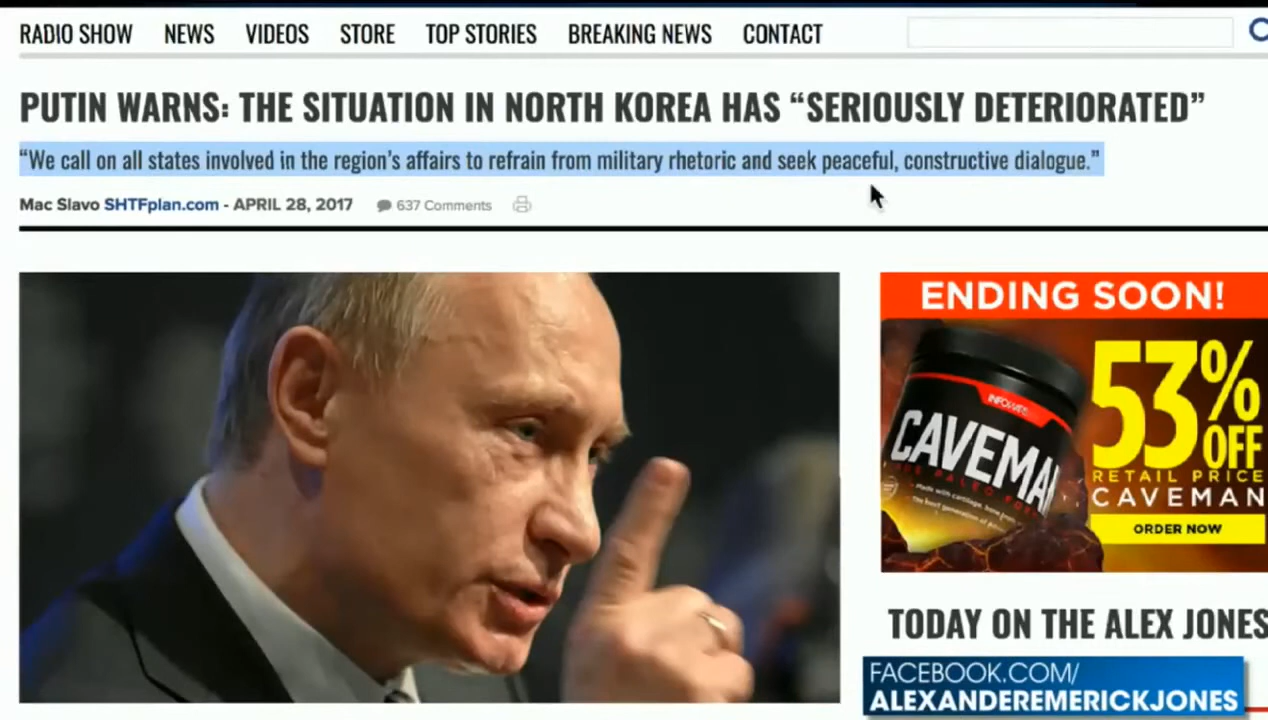 RADIO SHOW NEWS VIDEOS STORE TOP STORIES BREAKING NEWS CONTACT
PUTIN WARNS: THE SITUATION IN NORTH KOREA HAS “SERIOUSLY DETERIORATED”
“We call on all states involved in the region’s affairs to refrain from military rhetoric and seek peaceful, constructive dialogue.”
Mac Slavo SHTFplan.com - APRIL 28, 2017 637 Comments
ENDING SOON!
INFOWARS
CAVEMA
53%
OFF
RETAIL PRICE
CAVEMAN
ORDER NOW
TODAY ON THE ALEX JONES
FACEBOOK.COM/
ALEXANDEREMERICKJONES